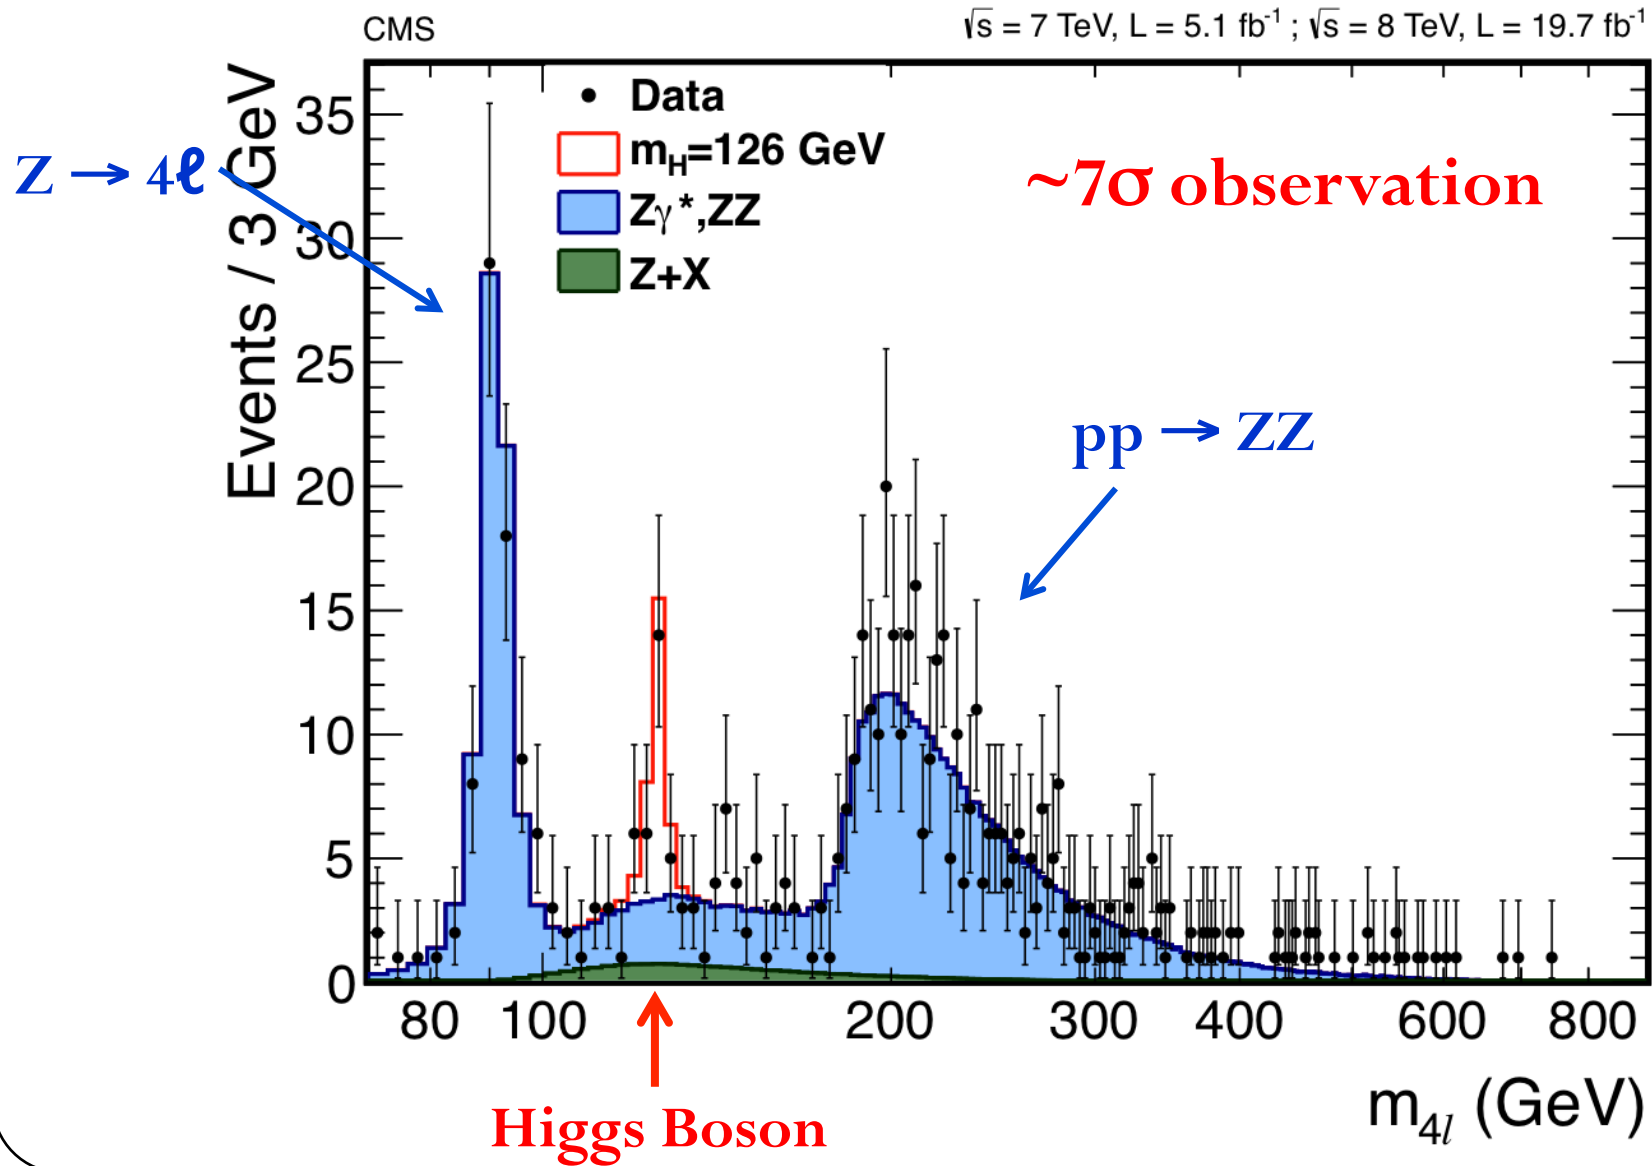 CMS
√s = 7 TeV, L = 5.1 fb⁻¹ ; √s = 8 TeV, L = 19.7 fb⁻¹
Events / 3 GeV
35
30
25
20
15
10
5
0
Data
m_H=126 GeV
Zγ*,ZZ
Z+X
Z → 4ℓ
~7σ observation
pp → ZZ
80 100 200 300 400 600 800
Higgs Boson
m_4l (GeV)